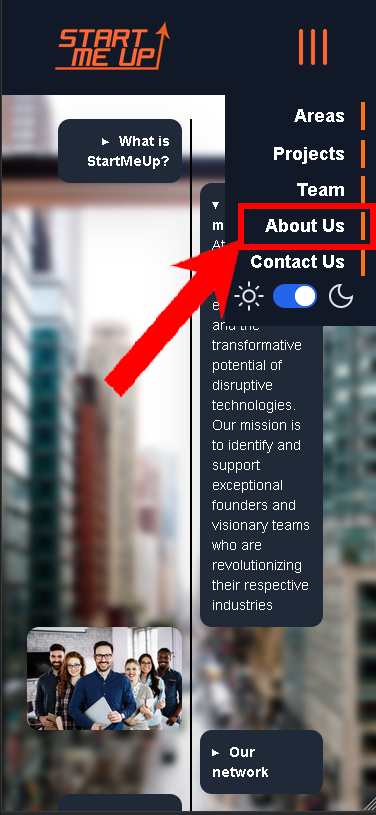 START
ME UP
Areas
Projects
Team
About Us
Contact Us
► What is
StartMeUp?
▼
m
At
and the
transformative
potential of
disruptive
technologies.
Our mission is
to identify and
support
exceptional
founders and
visionary teams
who are
revolutionizing
their respective
industries
► Our
network